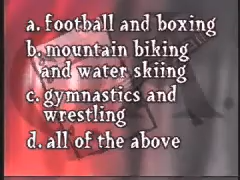 a. football and boxing
b. mountain biking
and water skiing
c. gymnastics and
wrestling
d. all of the above